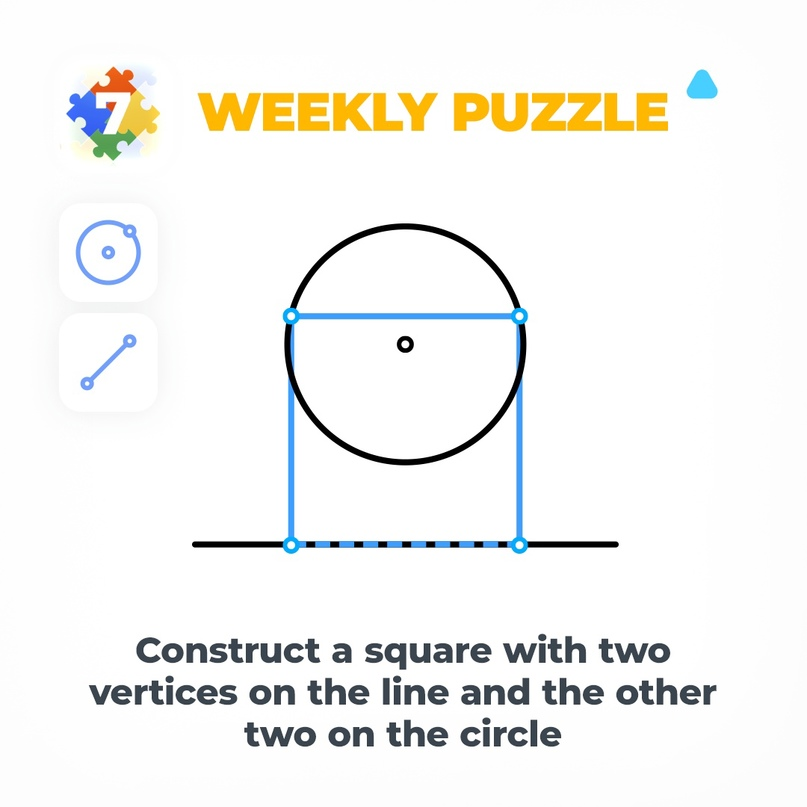 7
WEEKLY PUZZLE
Construct a square with two
vertices on the line and the other
two on the circle